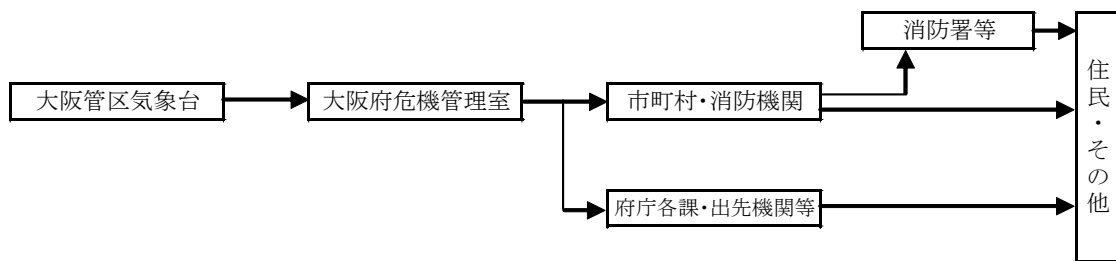 消防署等
大阪管区気象台
大阪府危機管理室
市町村・消防機関
府庁各課・出先機関等
住民・その他